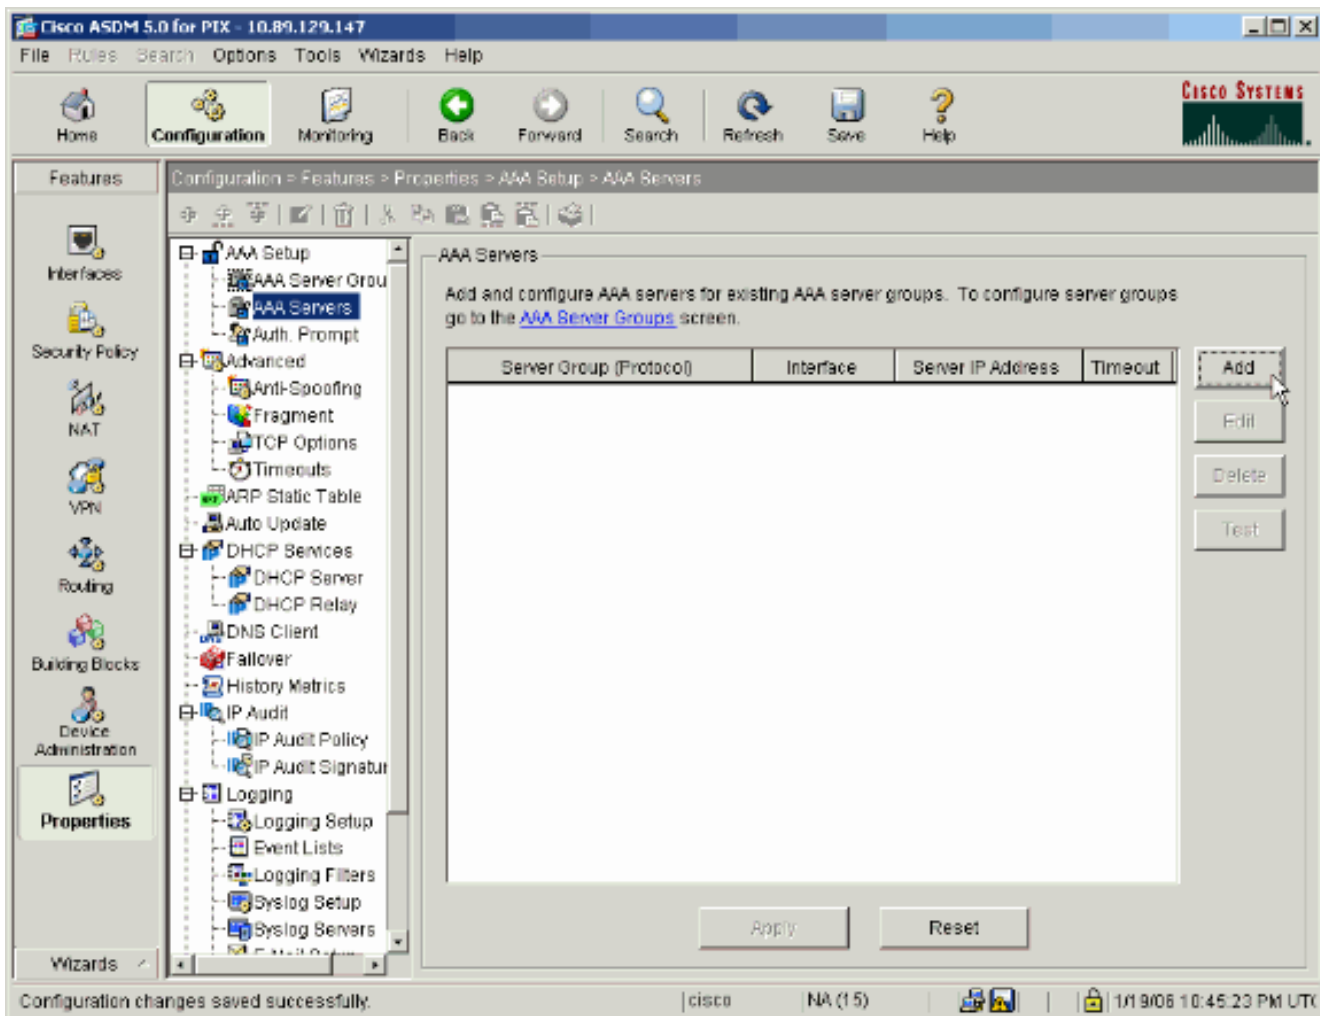 Cisco ASDM 5.0 for PIX - 10.89.129.147
File Rules Search Options Tools Wizards Help
Home Configuration Monitoring Back Forward Search Refresh Save Help
CISCO SYSTEMS
Features
Configuration > Features > Properties > AAA Setup > AAA Servers
Interfaces
Security Policy
NAT
VPN
Routing
Building Blocks
Device
Administration
Properties
Wizards
AAA Setup
AAA Server Grou
AAA Servers
Auth. Prompt
Advanced
Anti-Spoofing
Fragment
TCP Options
Timeouts
ARP Static Table
Auto Update
DHCP Services
DHCP Server
DHCP Relay
DNS Client
Failover
History Metrics
IP Audit
IP Audit Policy
IP Audit Signatur
Logging
Logging Setup
Event Lists
Logging Filters
Syslog Setup
Syslog Servers
AAA Servers
Add and configure AAA servers for existing AAA server groups. To configure server groups
go to the AAA Server Groups screen.
Server Group (Protocol) Interface Server IP Address Timeout
Add
Edit
Delete
Test
Apply Reset
Configuration changes saved successfully. cisco NA (15) 1/19/06 10:45:23 PM UTC